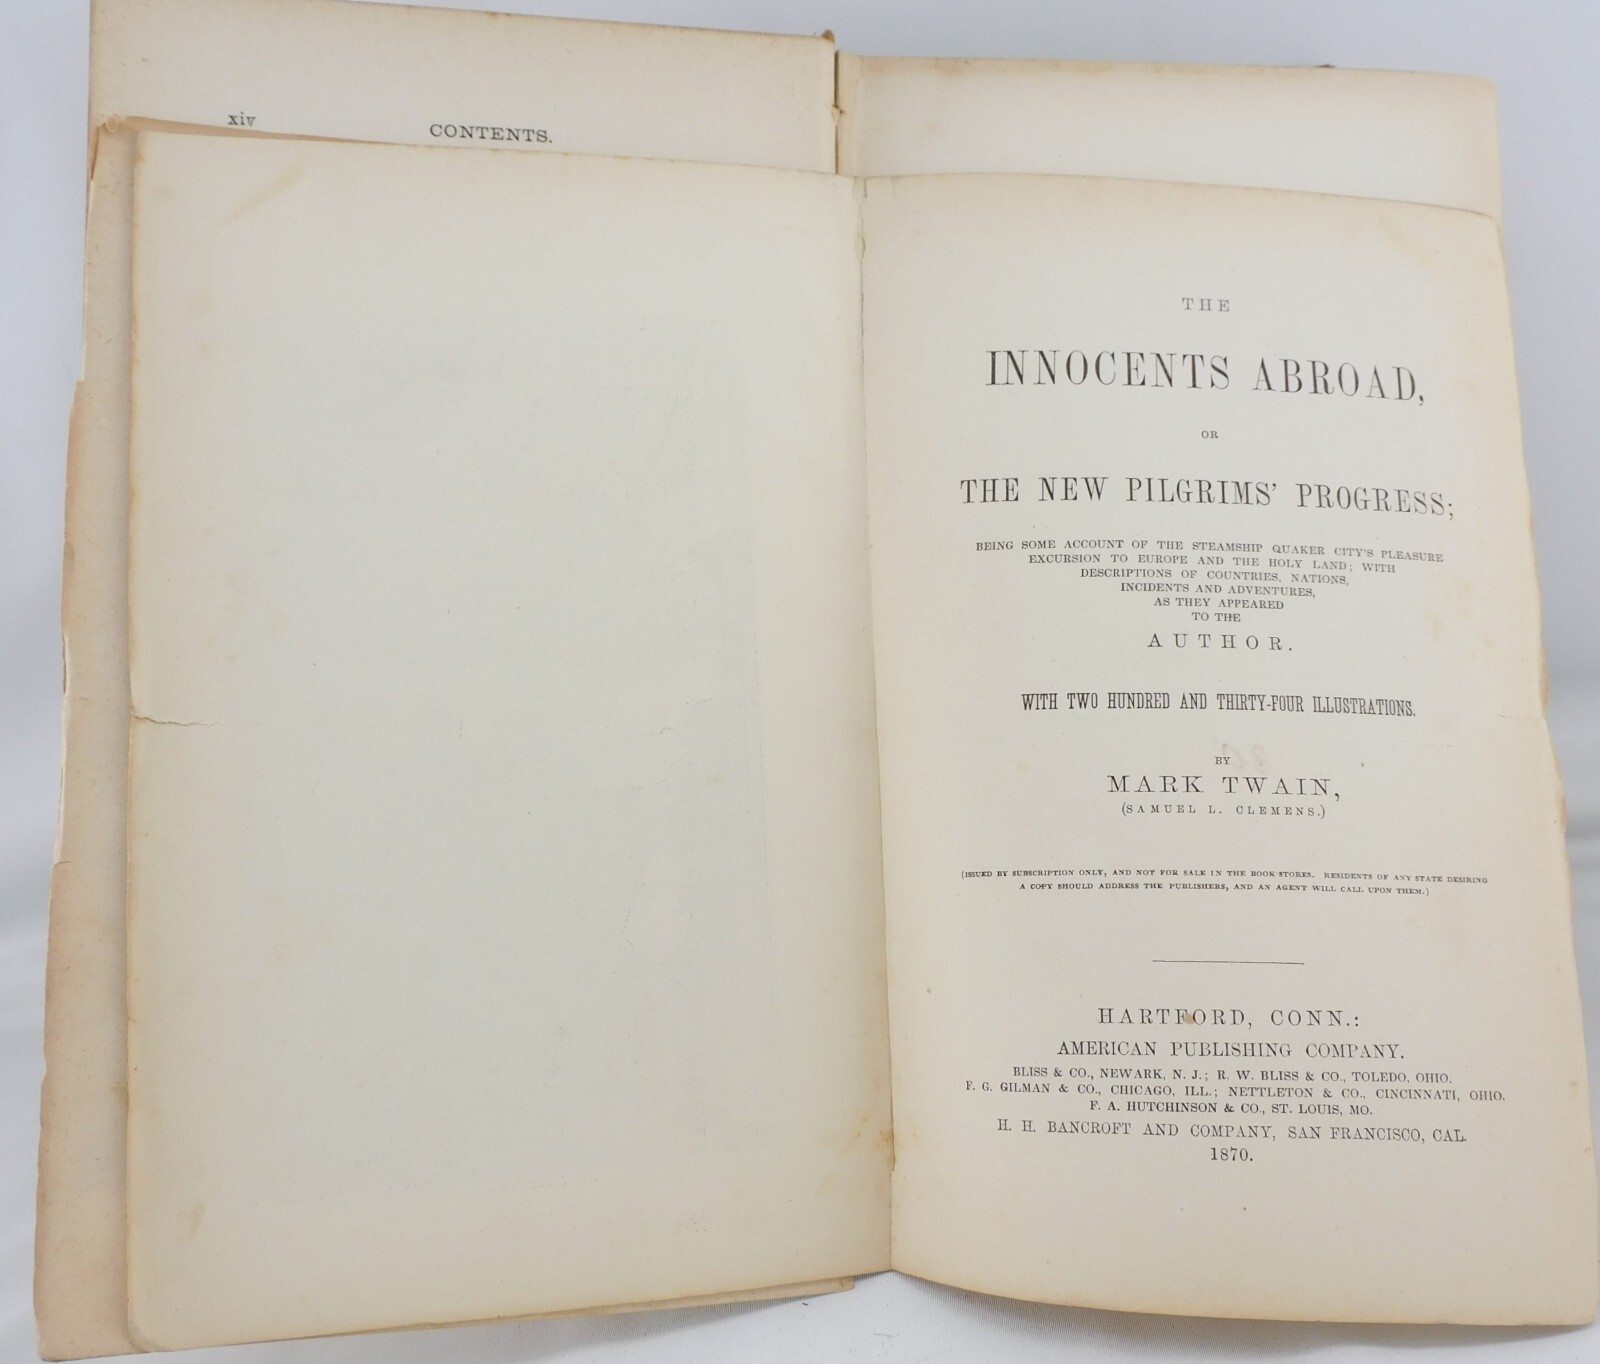 xiv
CONTENTS.
THE
INNOCENTS ABROAD,
OR
THE NEW PILGRIMS' PROGRESS;
BEING SOME ACCOUNT OF THE STEAMSHIP QUAKER CITY'S PLEASURE
EXCURSION TO EUROPE AND THE HOLY LAND; WITH
DESCRIPTIONS OF COUNTRIES, NATIONS,
INCIDENTS AND ADVENTURES,
AS THEY APPEARED
TO THE
AUTHOR.
WITH TWO HUNDRED AND THIRTY-FOUR ILLUSTRATIONS.
BY
MARK TWAIN,
(SAMUEL L. CLEMENS.)
(ISSUED BY SUBSCRIPTION ONLY, AND NOT FOR SALE IN THE BOOK-STORES. RESIDENTS OF ANY STATE DESIRING
A COPY SHOULD ADDRESS THE PUBLISHERS, AND AN AGENT WILL CALL UPON THEM.)
HARTFORD, CONN.:
AMERICAN PUBLISHING COMPANY.
BLISS & CO., NEWARK, N. J.; R. W. BLISS & CO., TOLEDO, OHIO.
F. G. GILMAN & CO., CHICAGO, ILL.; NETTLETON & CO., CINCINNATI, OHIO.
F. A. HUTCHINSON & CO., ST. LOUIS, MO.
H. H. BANCROFT AND COMPANY, SAN FRANCISCO, CAL.
1870.